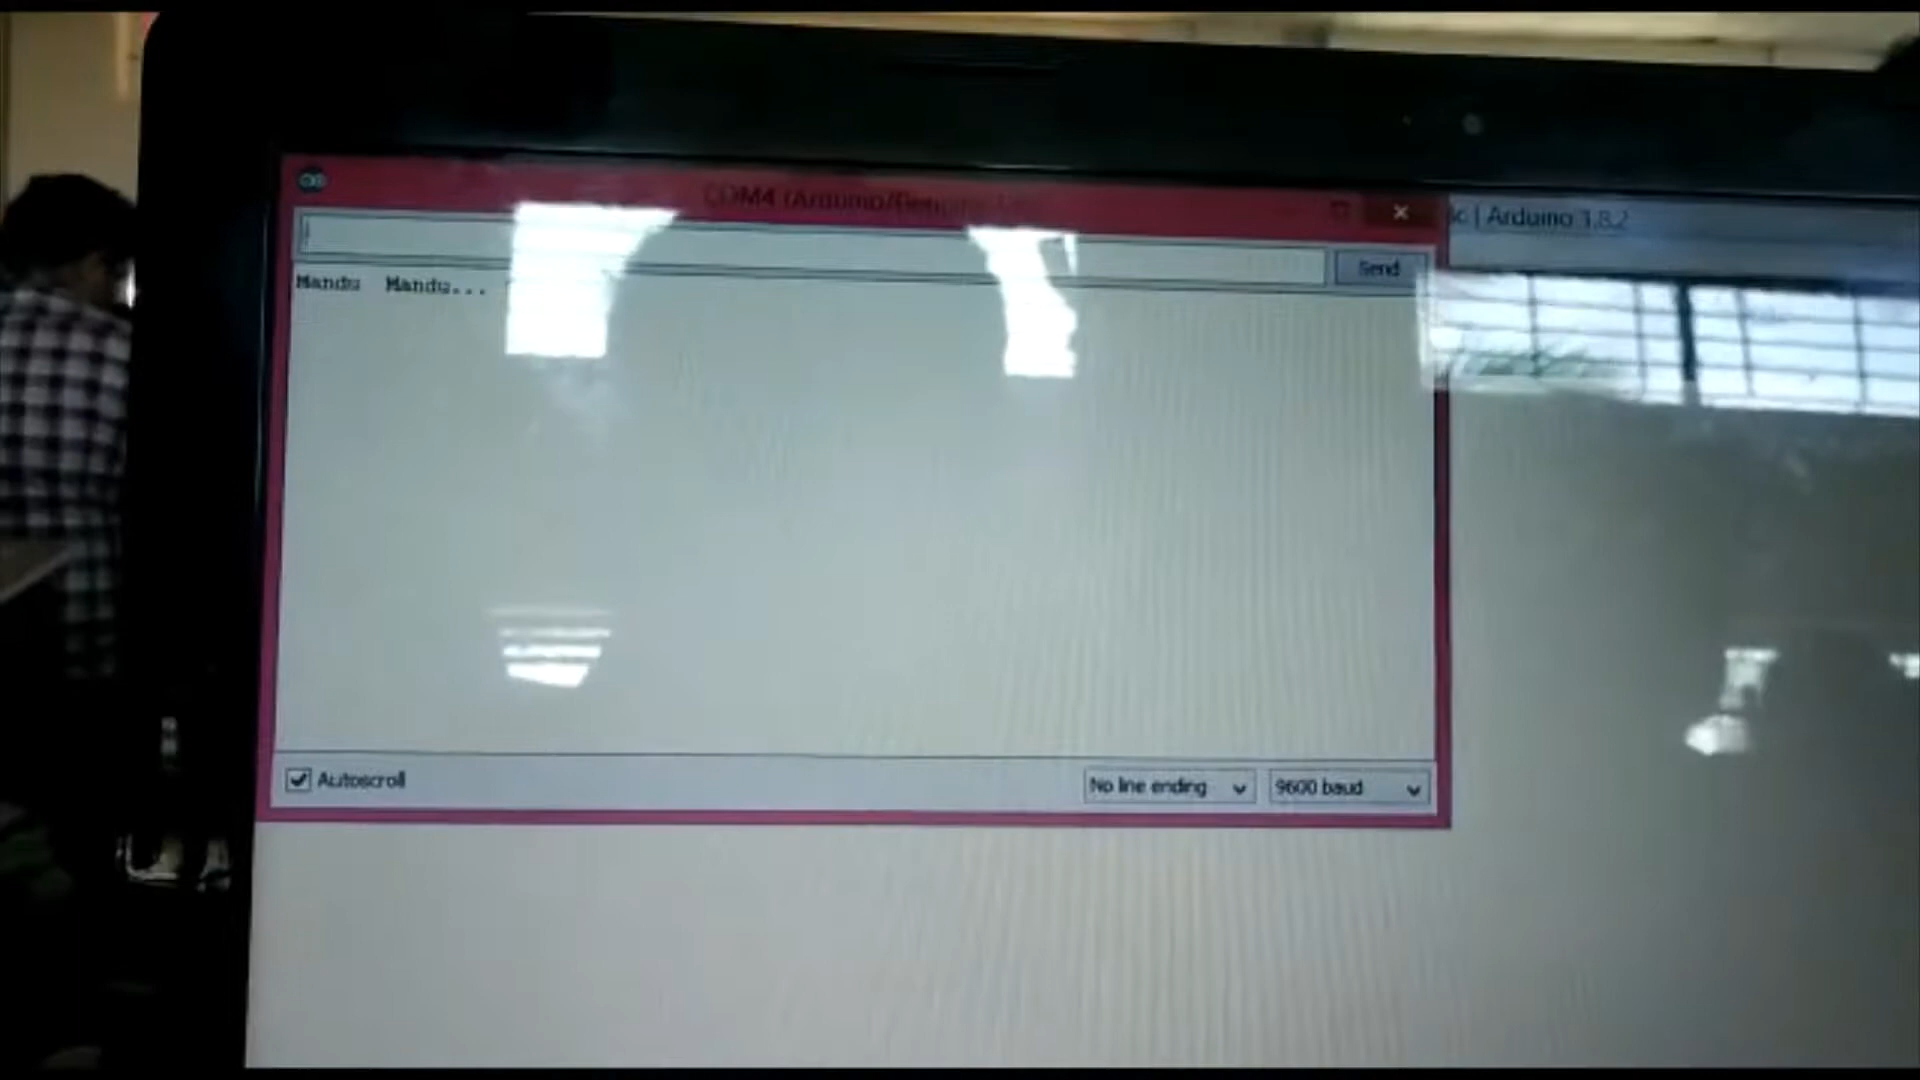 COM4 (Arduino/Genuino
| Arduino 1.8.2
Send
Mandu Mandu...
Autoscroll
No line ending
9600 baud